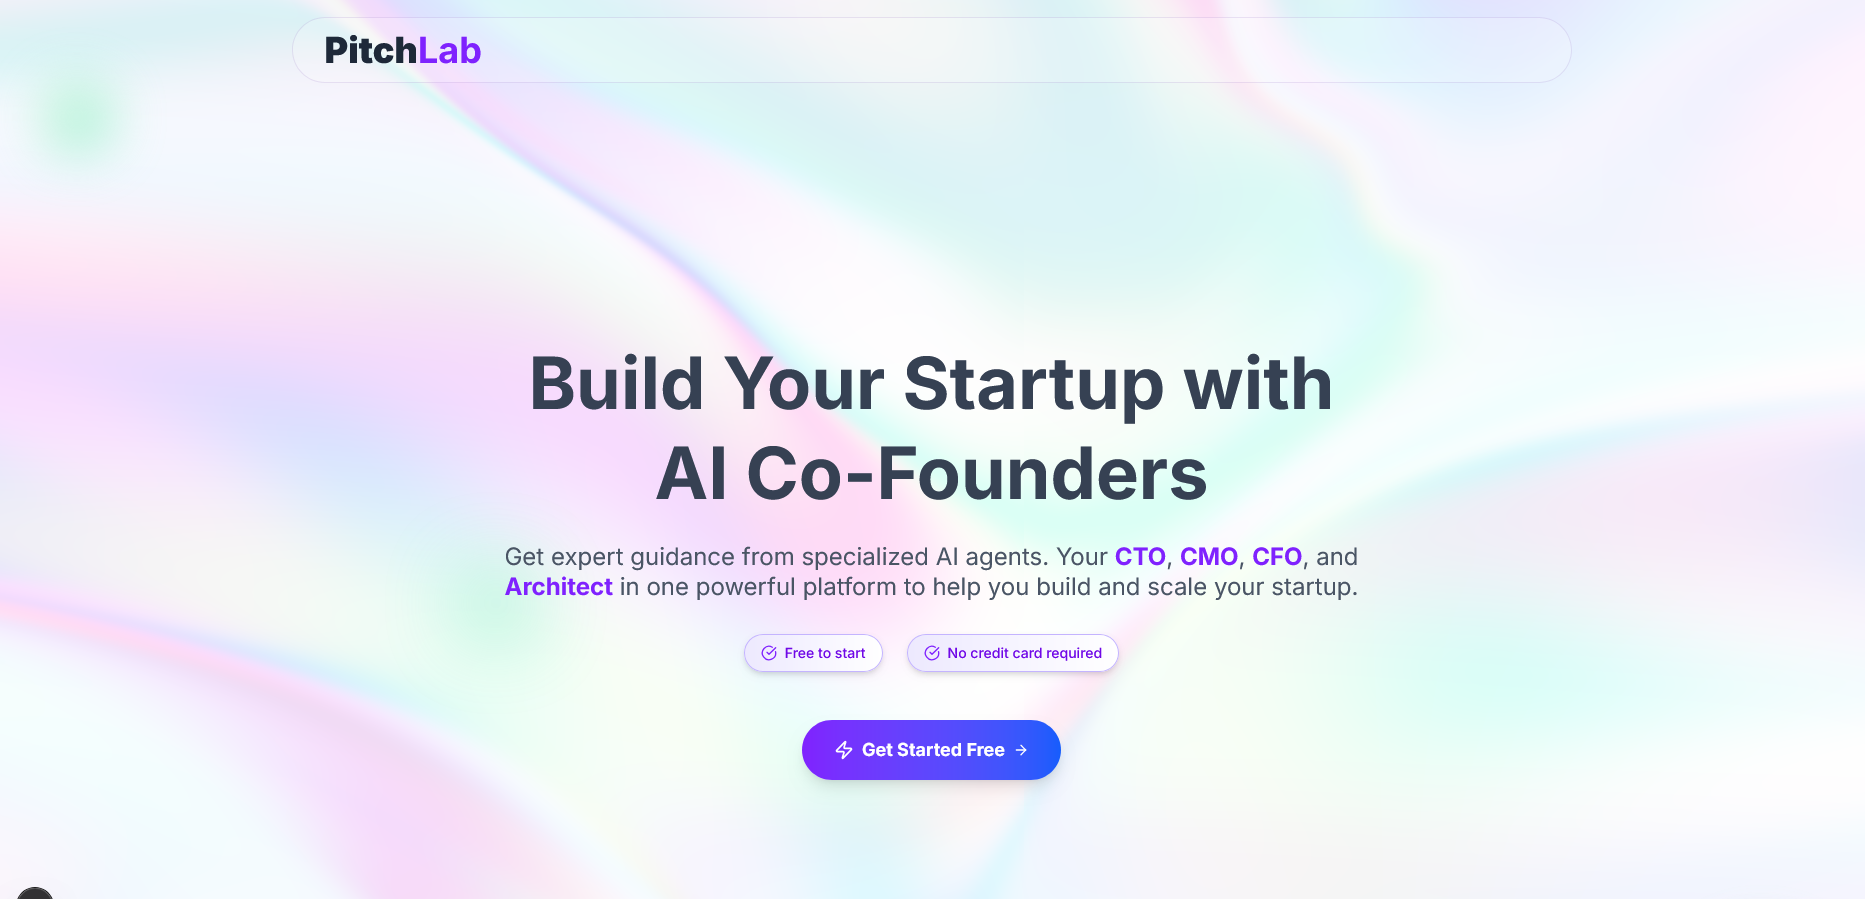 PitchLab
Build Your Startup with
AI Co-Founders
Get expert guidance from specialized AI agents. Your CTO, CMO, CFO, and
Architect in one powerful platform to help you build and scale your startup.
Free to start
No credit card required
Get Started Free